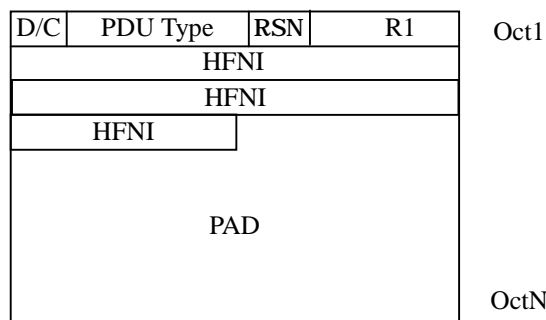 D/C PDU Type RSN R1 Oct1
HFNI
HFNI
HFNI
PAD
OctN